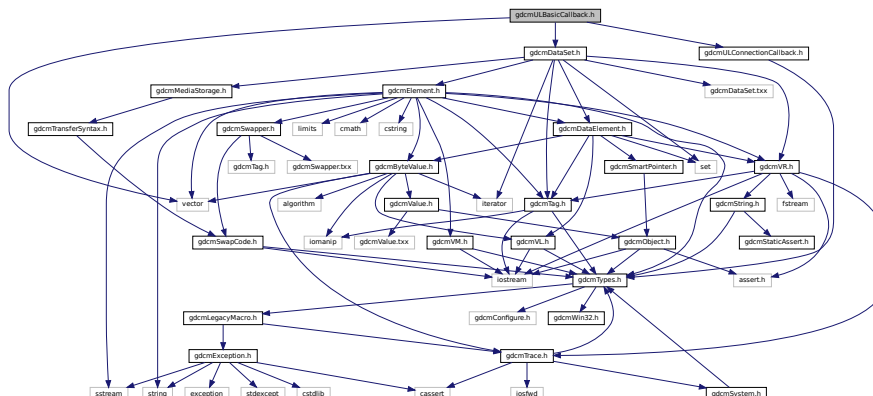 gdcmULBasicCallback.h
gdcmDataSet.h
gdcmULConnectionCallback.h
gdcmMediaStorage.h
gdcmElement.h
gdcmDataSet.txx
gdcmTransferSyntax.h
gdcmSwapper.h
limits
cmath
cstring
gdcmDataElement.h
gdcmTag.h
gdcmSwapper.txx
gdcmByteValue.h
gdcmSmartPointer.h
set
gdcmVR.h
vector
algorithm
gdcmValue.h
iterator
gdcmTag.h
gdcmString.h
fstream
gdcmSwapCode.h
iomanip
gdcmValue.txx
gdcmVM.h
gdcmVL.h
gdcmObject.h
gdcmStaticAssert.h
iostream
gdcmTypes.h
assert.h
gdcmLegacyMacro.h
gdcmConfigure.h
gdcmWin32.h
gdcmException.h
gdcmTrace.h
sstream
string
exception
stdexcept
cstdlib
cassert
iosfwd
gdcmSystem.h